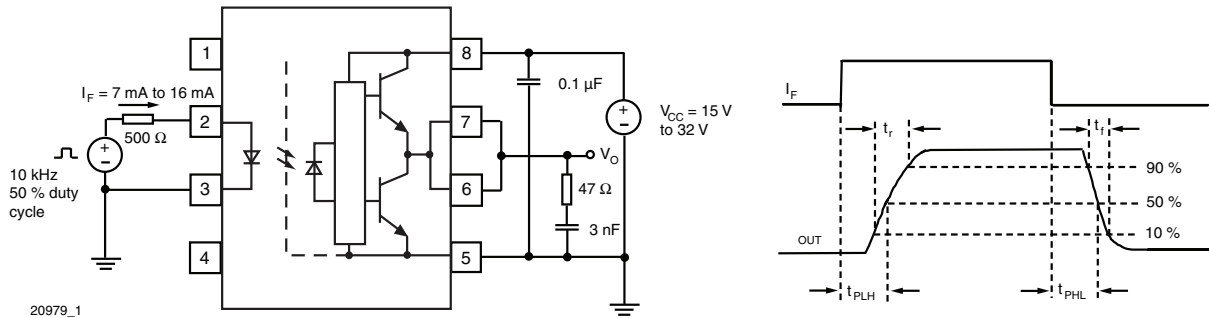 1
8
I_F = 7 mA to 16 mA
2
500 Ω
+
−
10 kHz
50 % duty
cycle
3
4
7
6
5
0.1 µF
+
−
V_CC = 15 V
to 32 V
V_O
47 Ω
3 nF
20979_1
I_F
t_r
t_f
90 %
50 %
10 %
OUT
t_PLH
t_PHL